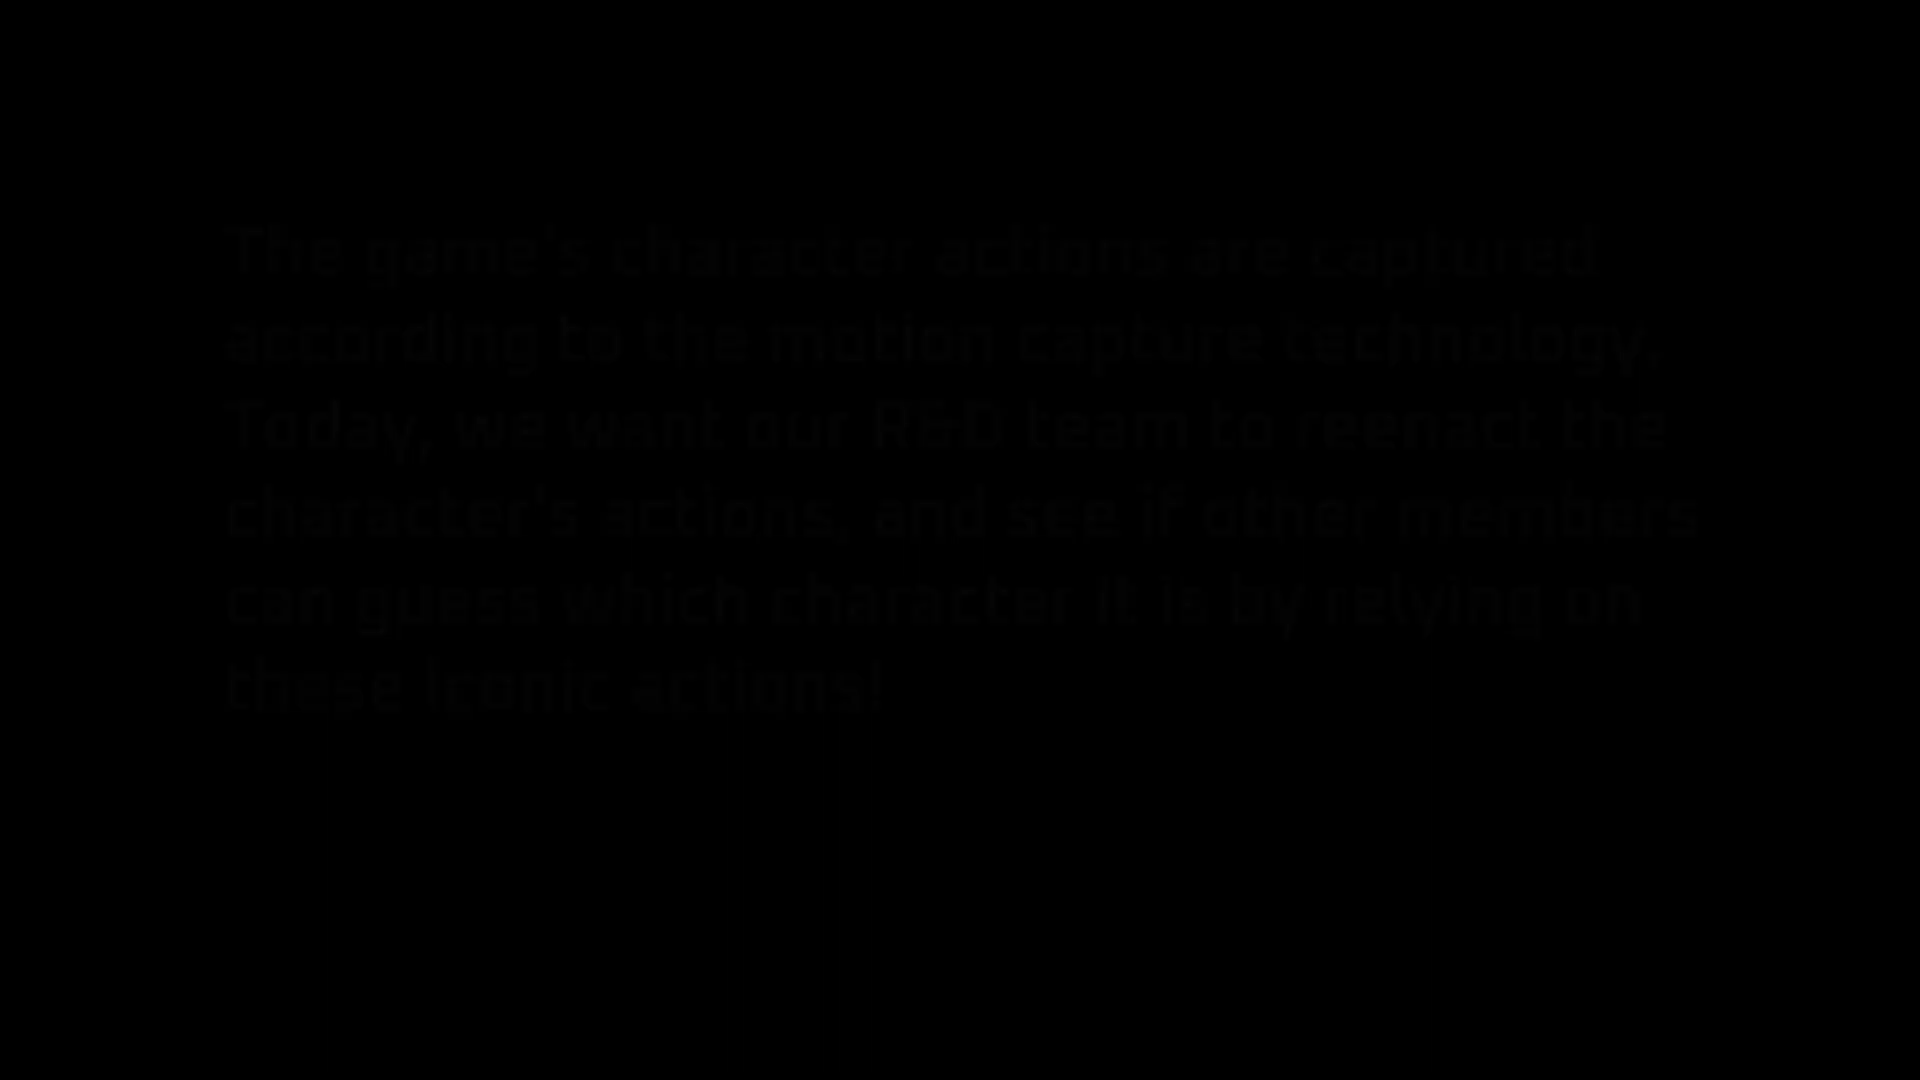 The game's character actions are captured
according to the motion capture technology.
Today, we want our R&D team to reenact the
character's actions, and see if other members
can guess which character it is by relying on
these iconic actions!